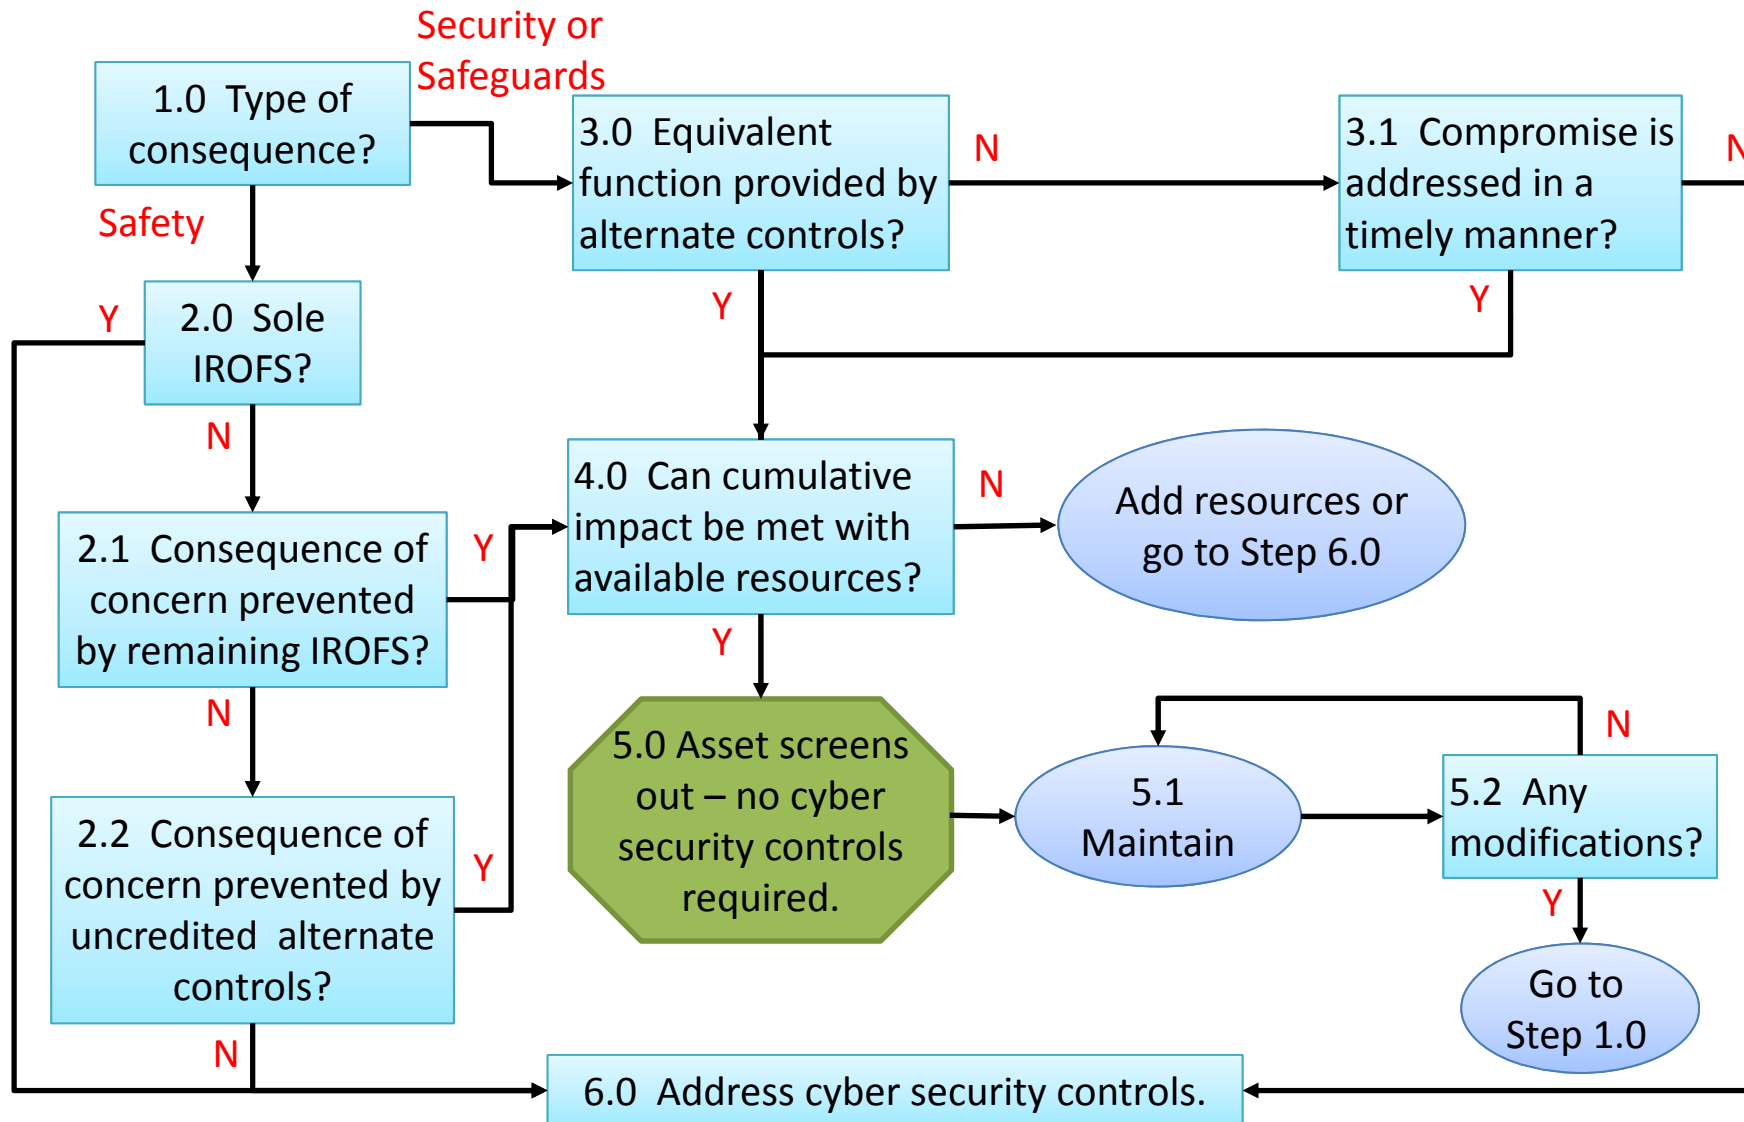 Security or
Safeguards
1.0  Type of
consequence?
Safety
3.0  Equivalent
function provided by
alternate controls?
N
3.1  Compromise is
addressed in a
timely manner?
N
Y
Y
Y
2.0  Sole
IROFS?
N
2.1  Consequence of
concern prevented
by remaining IROFS?
Y
4.0  Can cumulative
impact be met with
available resources?
N
Add resources or
go to Step 6.0
Y
N
2.2  Consequence of
concern prevented by
uncredited  alternate
controls?
Y
5.0 Asset screens
out – no cyber
security controls
required.
5.1
Maintain
N
5.2  Any
modifications?
Y
Go to
Step 1.0
N
6.0  Address cyber security controls.